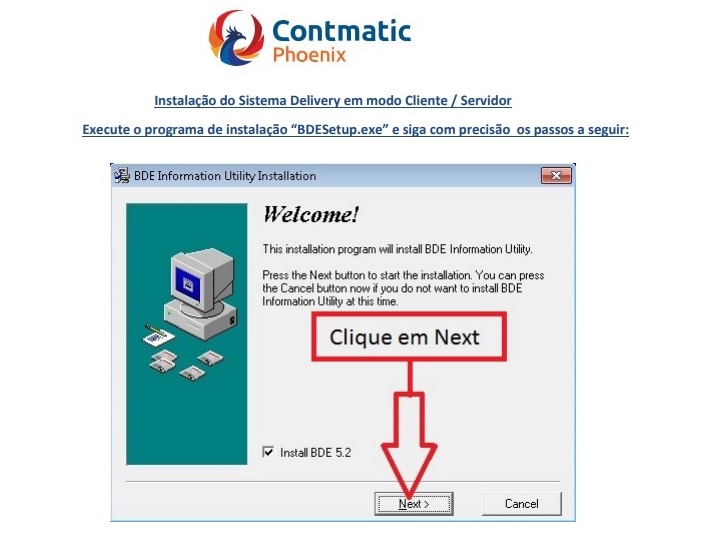 Contmatic
Phoenix
Instalação do Sistema Delivery em modo Cliente / Servidor
Execute o programa de instalação “BDESetup.exe” e siga com precisão  os passos a seguir:
BDE Information Utility Installation
Welcome!
This installation program will install BDE Information Utility.
Press the Next button to start the installation. You can press
the Cancel button now if you do not want to install BDE
Information Utility at this time.
Clique em Next
Install BDE 5.2
Next >
Cancel